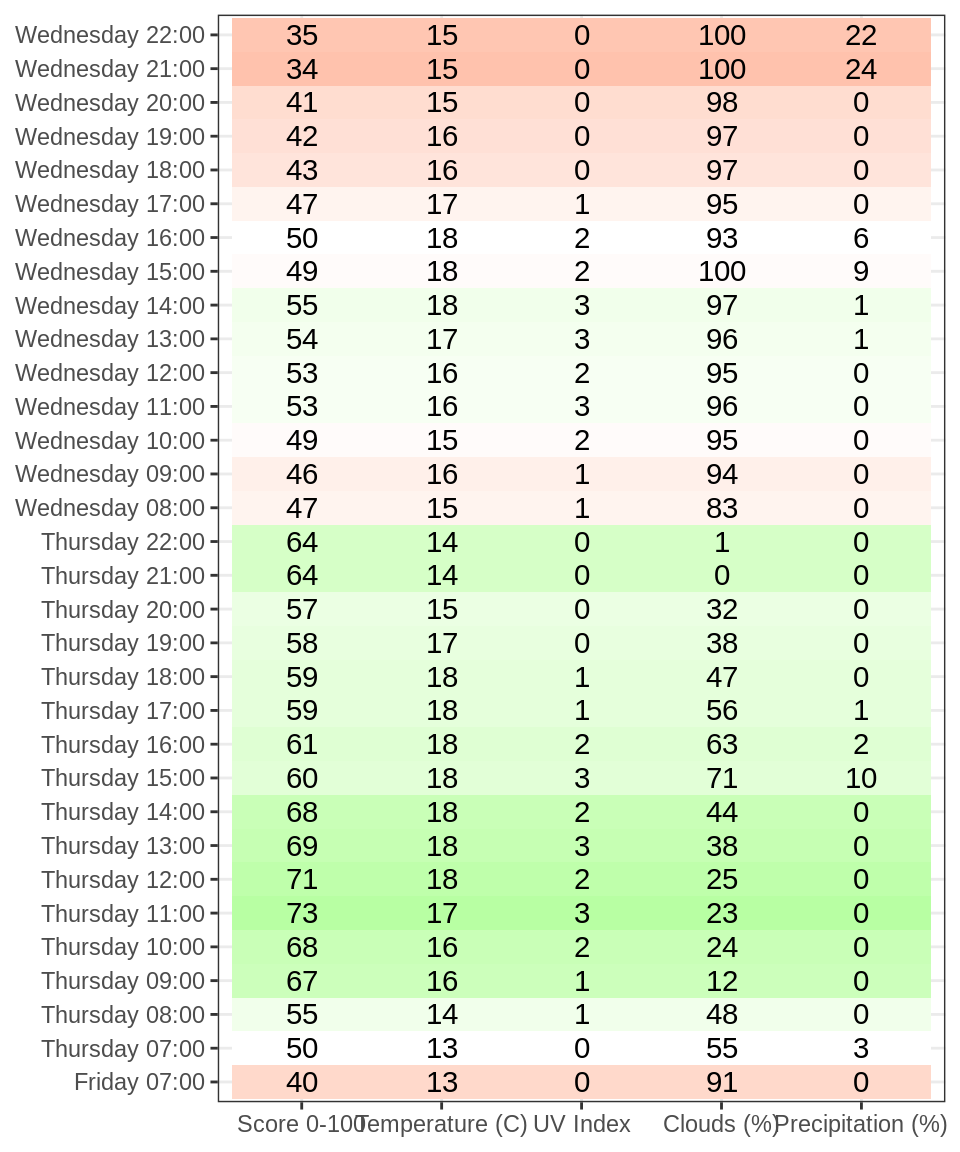 Wednesday 22:00 35 15 0 100 22
Wednesday 21:00 34 15 0 100 24
Wednesday 20:00 41 15 0 98 0
Wednesday 19:00 42 16 0 97 0
Wednesday 18:00 43 16 0 97 0
Wednesday 17:00 47 17 1 95 0
Wednesday 16:00 50 18 2 93 6
Wednesday 15:00 49 18 2 100 9
Wednesday 14:00 55 18 3 97 1
Wednesday 13:00 54 17 3 96 1
Wednesday 12:00 53 16 2 95 0
Wednesday 11:00 53 16 3 96 0
Wednesday 10:00 49 15 2 95 0
Wednesday 09:00 46 16 1 94 0
Wednesday 08:00 47 15 1 83 0
Thursday 22:00 64 14 0 1 0
Thursday 21:00 64 14 0 0 0
Thursday 20:00 57 15 0 32 0
Thursday 19:00 58 17 0 38 0
Thursday 18:00 59 18 1 47 0
Thursday 17:00 59 18 1 56 1
Thursday 16:00 61 18 2 63 2
Thursday 15:00 60 18 3 71 10
Thursday 14:00 68 18 2 44 0
Thursday 13:00 69 18 3 38 0
Thursday 12:00 71 18 2 25 0
Thursday 11:00 73 17 3 23 0
Thursday 10:00 68 16 2 24 0
Thursday 09:00 67 16 1 12 0
Thursday 08:00 55 14 1 48 0
Thursday 07:00 50 13 0 55 3
Friday 07:00 40 13 0 91 0
Score 0-100 Temperature (C) UV Index Clouds (%) Precipitation (%)